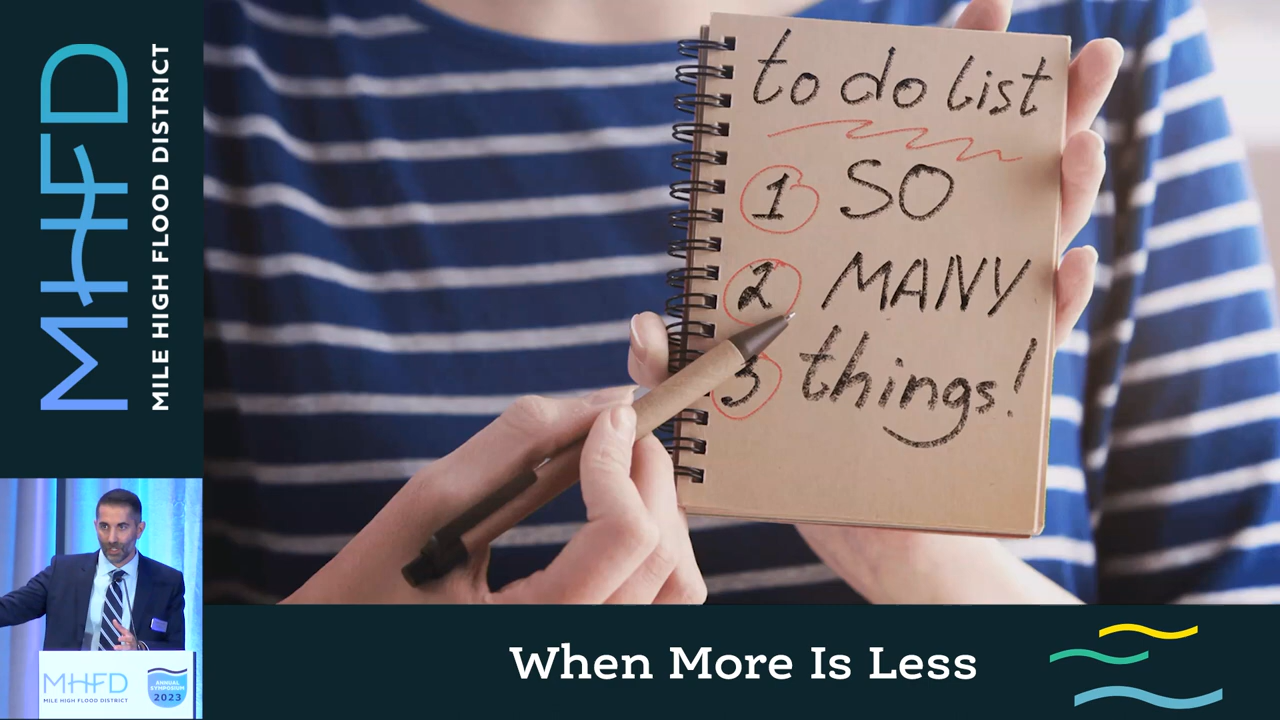 MHFD
MILE HIGH FLOOD DISTRICT
to do list
1 SO
2 MANY
3 things!
MHFD
MILE HIGH FLOOD DISTRICT
ANNUAL
SYMPOSIUM
2023
When More Is Less